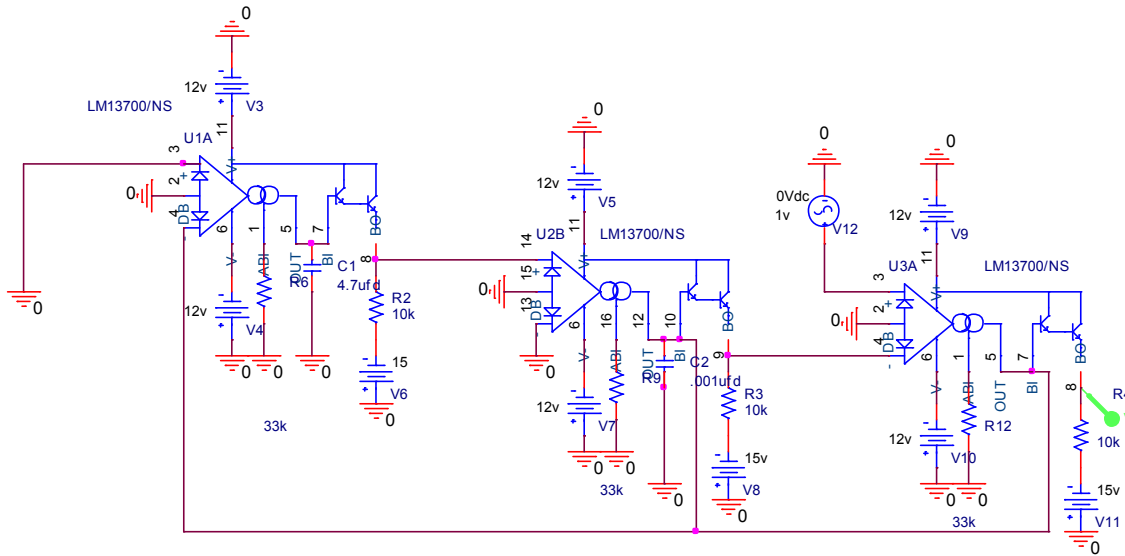 0
12v
V3
LM13700/NS
11
U1A
3
2
+
4
DB
-
0
V+
V-
6
1
ABI
5
OUT
7
BI
BO
8
R6
C1
4.7ufd
R2
10k
12v
V4
15
V6
33k
0
0
0
0
0
0
12v
V5
11
U2B
LM13700/NS
14
15
+
13
DB
0
V+
V-
6
16
ABI
12
OUT
10
BI
BO
9
R9
C2
.001ufd
R3
10k
12v
V7
15v
V8
33k
0
0
0
0
0
0
0Vdc
1v
V12
0
12v
V9
11
U3A
LM13700/NS
3
2
+
4
DB
-
0
V+
V-
6
1
ABI
5
OUT
7
BI
BO
8
R12
R4
10k
12v
V10
15v
V11
33k
0
0
0